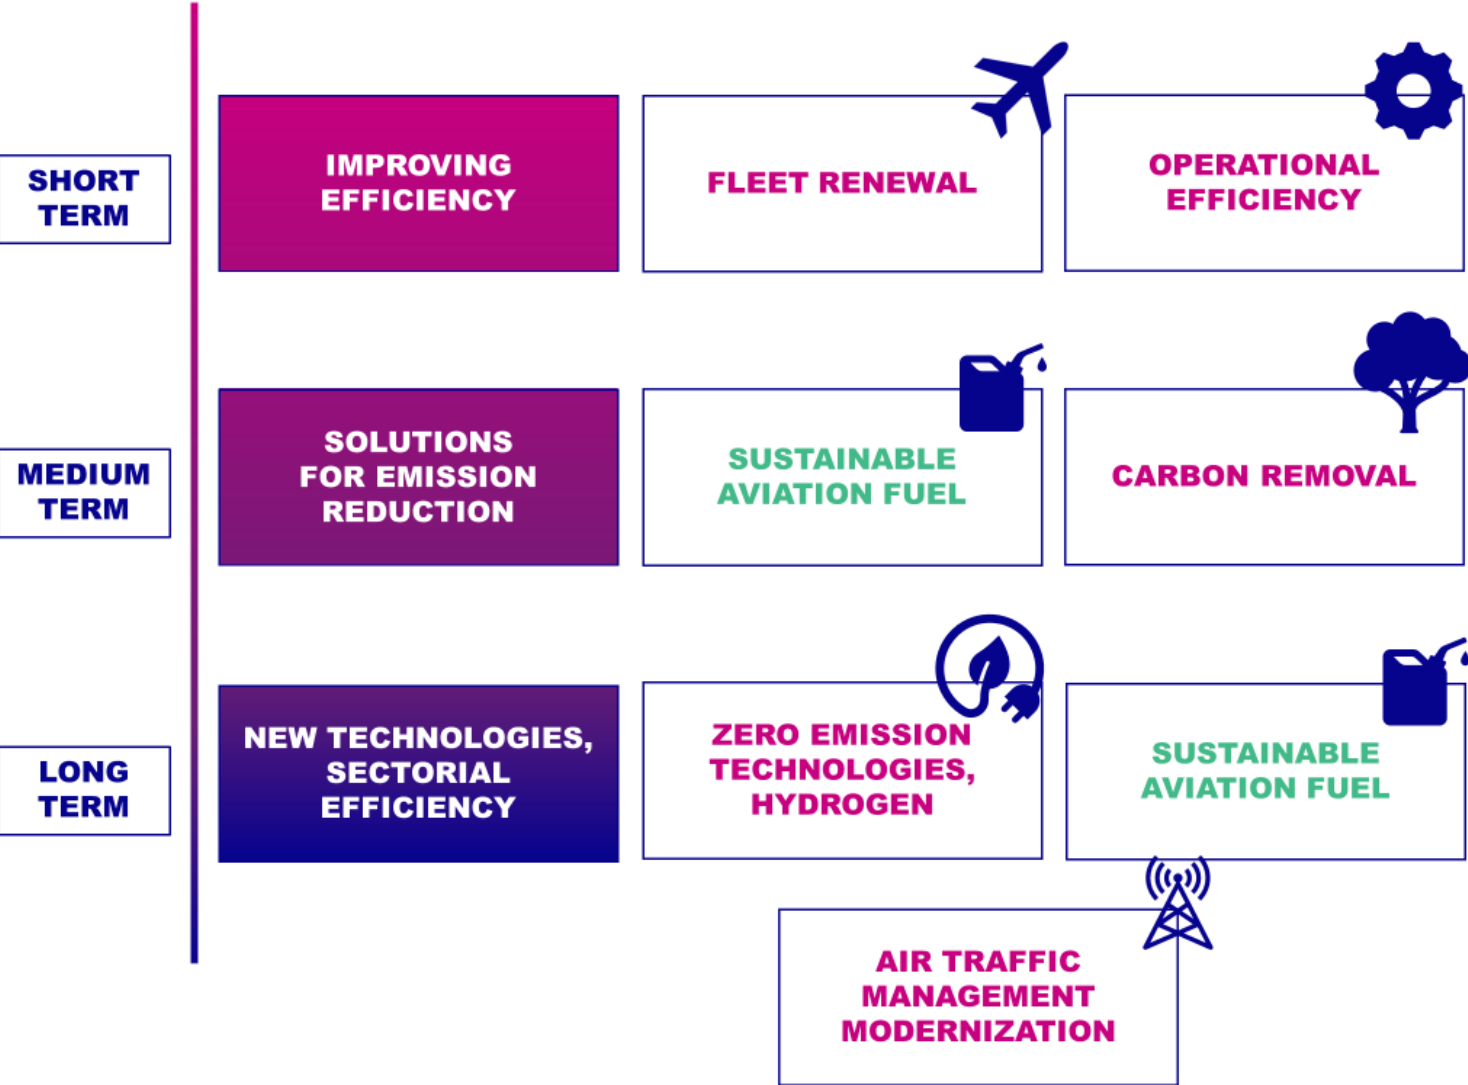 SHORT
TERM
IMPROVING
EFFICIENCY
FLEET RENEWAL
OPERATIONAL
EFFICIENCY
MEDIUM
TERM
SOLUTIONS
FOR EMISSION
REDUCTION
SUSTAINABLE
AVIATION FUEL
CARBON REMOVAL
LONG
TERM
NEW TECHNOLOGIES,
SECTORIAL
EFFICIENCY
ZERO EMISSION
TECHNOLOGIES,
HYDROGEN
SUSTAINABLE
AVIATION FUEL
AIR TRAFFIC
MANAGEMENT
MODERNIZATION